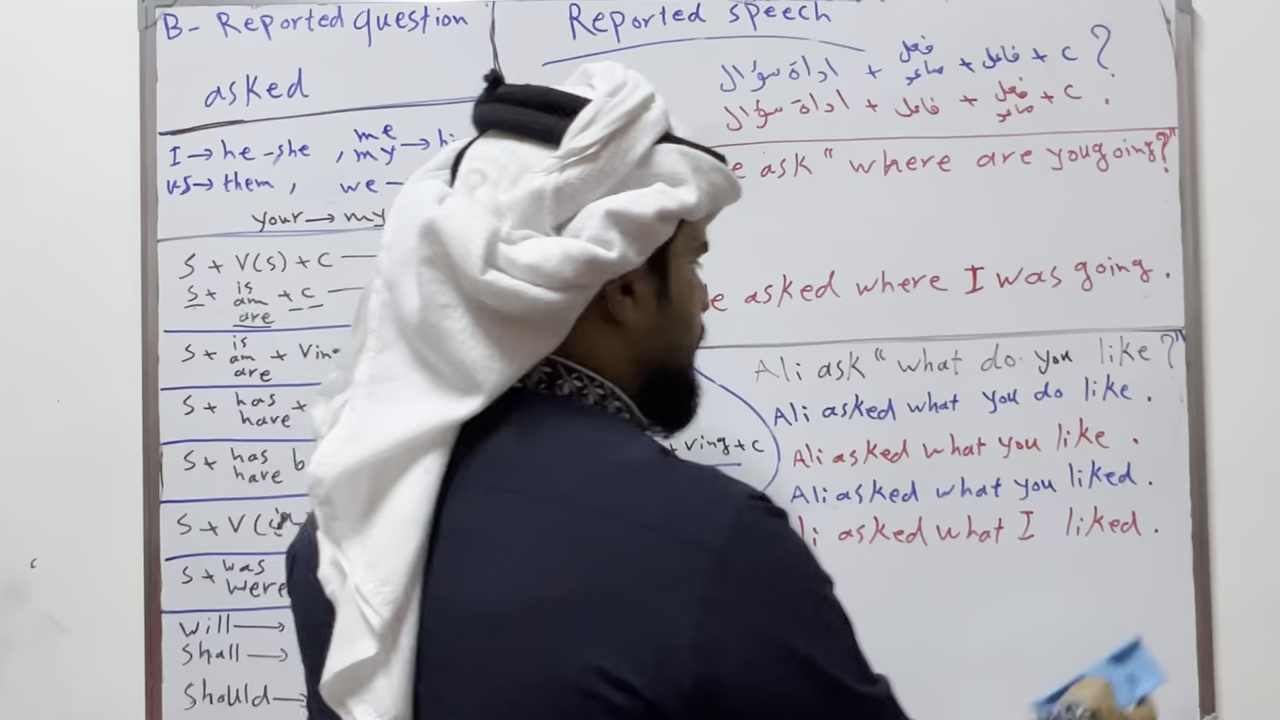 B- Reported question
asked
I→he-she , me my→
us→them , we
your→my
S + V(s) + C
S + is am are + C
S + is am are + Ving
S + has have +
S + has have
S + V(
S + was were
will→
Shall→
Should→
Reported speech
اداة سؤال + فعل مساعد + فاعل + C ?
اداة سؤال + فاعل + فعل مساعد + C .
ask "where are you going?"
asked where I was going.
+ Ving + C
Ali ask "what do you like?"
Ali asked what you do like.
Ali asked what you like.
Ali asked what you liked.
asked what I liked.